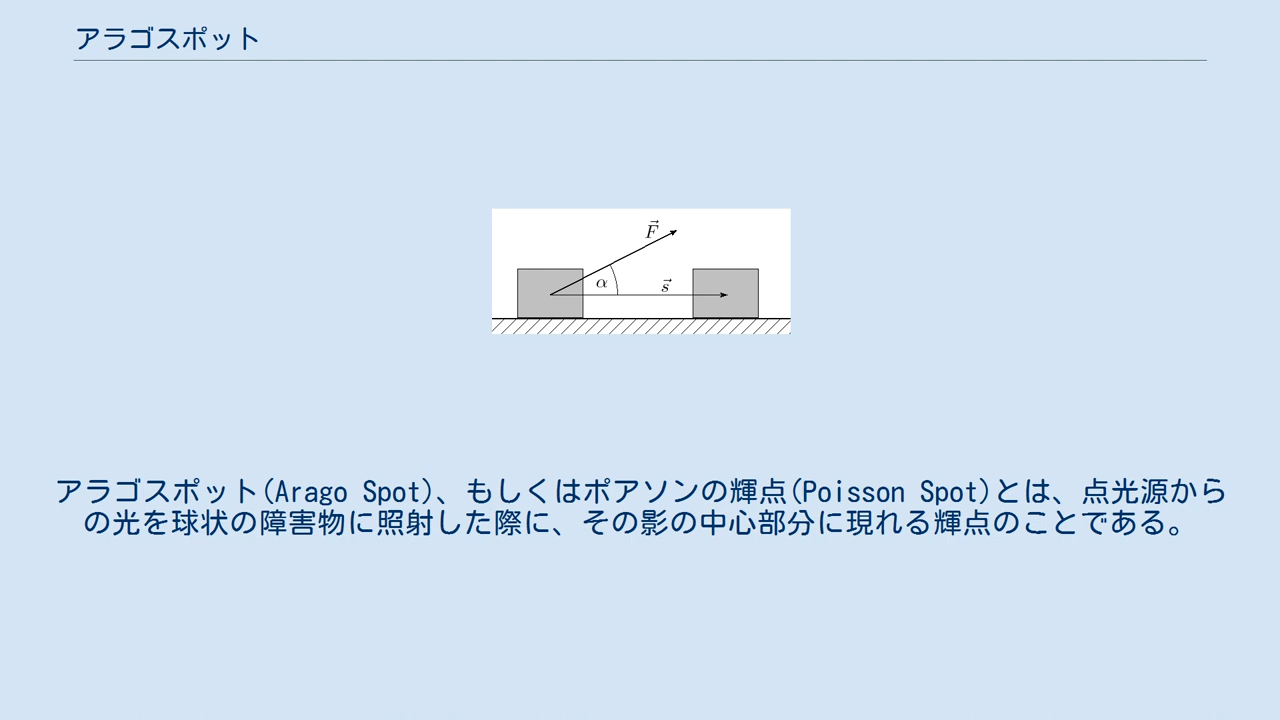 アラゴスポット
F
α
s
アラゴスポット(Arago Spot)、もしくはポアソンの輝点(Poisson Spot)とは、点光源から
の光を球状の障害物に照射した際に、その影の中心部分に現れる輝点のことである。